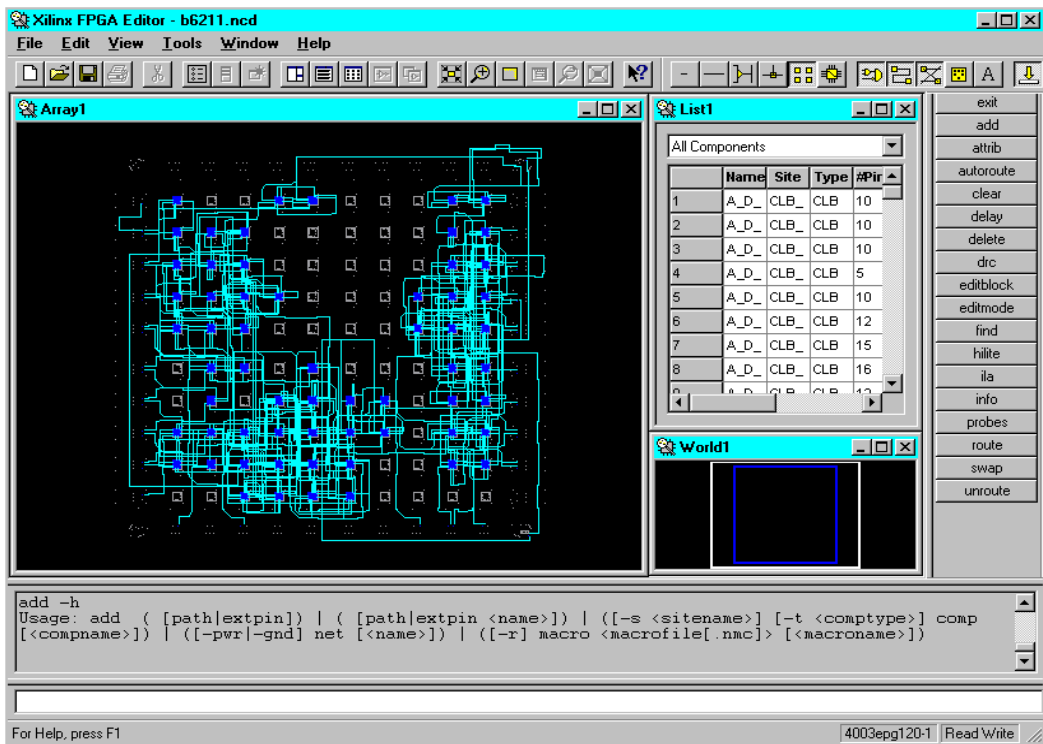 Xilinx FPGA Editor - b6211.ncd
File Edit View Tools Window Help
A
Array1
List1
All Components
Name Site Type #Pin
1 A_D_ CLB_ CLB 10
2 A_D_ CLB_ CLB 10
3 A_D_ CLB_ CLB 10
4 A_D_ CLB_ CLB 5
5 A_D_ CLB_ CLB 10
6 A_D_ CLB_ CLB 12
7 A_D_ CLB_ CLB 15
8 A_D_ CLB_ CLB 16
World1
exit
add
attrib
autoroute
clear
delay
delete
drc
editblock
editmode
find
hilite
ila
info
probes
route
swap
unroute
add -h
Usage: add ( [path|extpin]) | ( [path|extpin <name>]) | ([-s <sitename>] [-t <comptype>] comp
[<compname>]) | ([-pwr|-gnd] net [<name>]) | ([-r] macro <macrofile[.nmc]> [<macroname>])
For Help, press F1
4003epg120-1 Read Write